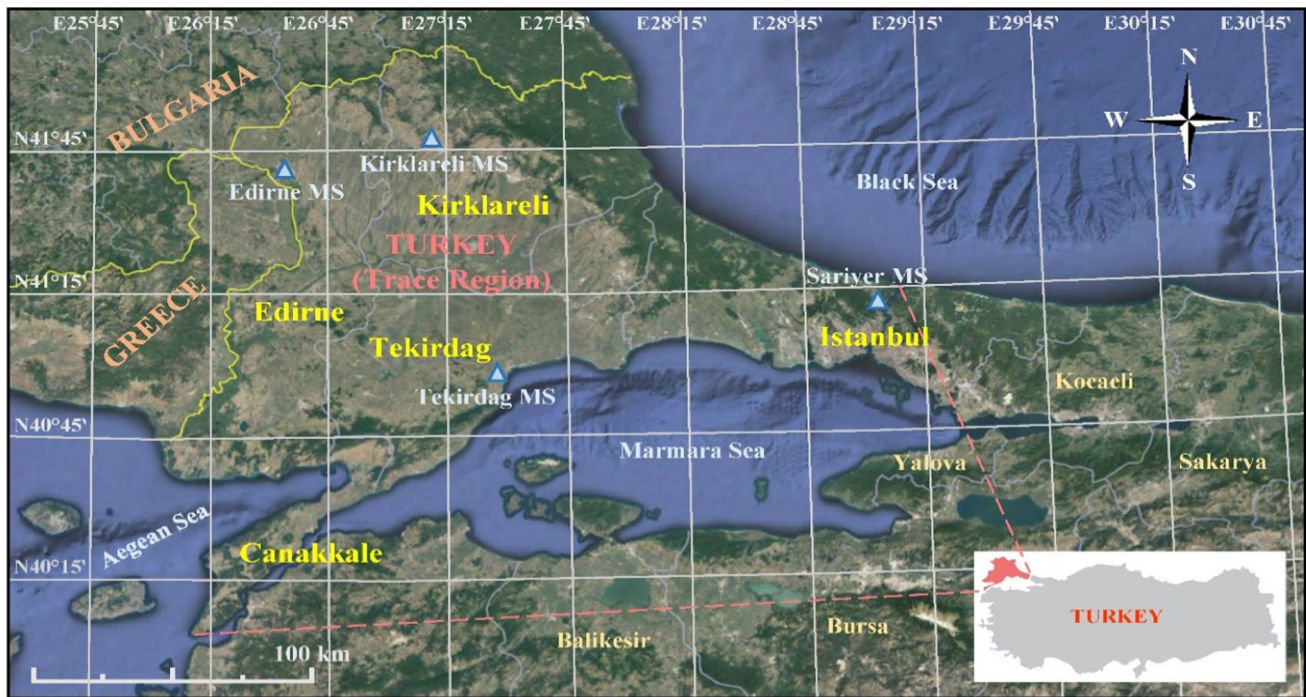 E25°45'
E26°15'
E26°45'
E27°15'
E27°45'
E28°15'
E28°45'
E29°15'
E29°45'
E30°15'
E30°45'
N
W
E
S
BULGARIA
N41°45'
Kirklareli MS
Edirne MS
Black Sea
Kirklareli
TURKEY
(Trace Region)
N41°15'
Sariyer MS
GREECE
Edirne
Istanbul
Tekirdag
Kocaeli
Tekirdag MS
N40°45'
Marmara Sea
Yalova
Sakarya
Aegean Sea
Canakkale
N40°15'
TURKEY
Bursa
Balikesir
100 km